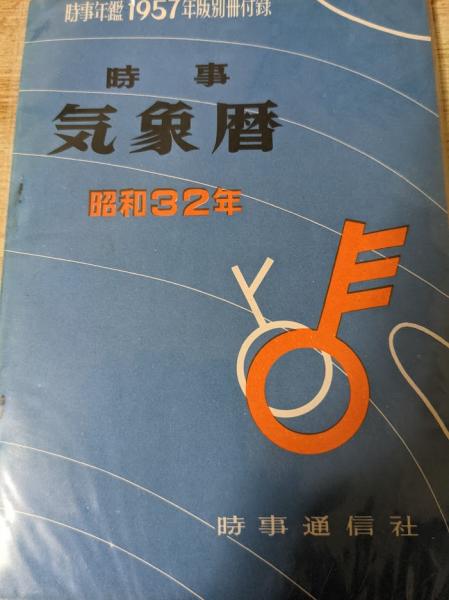 時事年鑑1957年版別冊付録
時事
気象暦
昭和32年
時事通信社